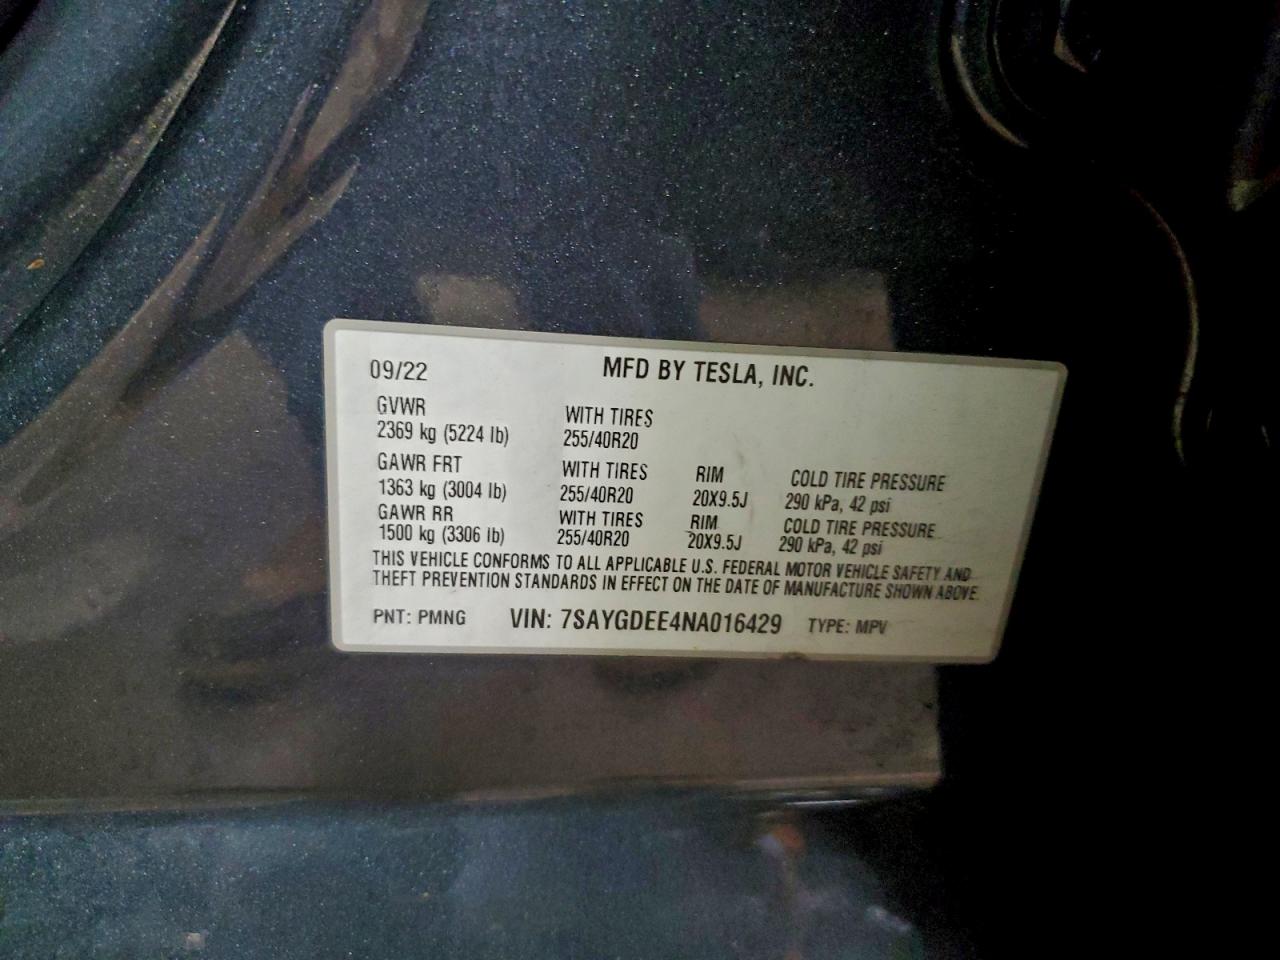 09/22 MFD BY TESLA, INC.
GVWR WITH TIRES
2369 kg (5224 lb) 255/40R20
GAWR FRT WITH TIRES RIM COLD TIRE PRESSURE
1363 kg (3004 lb) 255/40R20 20X9.5J 290 kPa, 42 psi
GAWR RR WITH TIRES RIM COLD TIRE PRESSURE
1500 kg (3306 lb) 255/40R20 20X9.5J 290 kPa, 42 psi
THIS VEHICLE CONFORMS TO ALL APPLICABLE U.S. FEDERAL MOTOR VEHICLE SAFETY AND
THEFT PREVENTION STANDARDS IN EFFECT ON THE DATE OF MANUFACTURE SHOWN ABOVE.
PNT: PMNG VIN: 7SAYGDEE4NA016429 TYPE: MPV